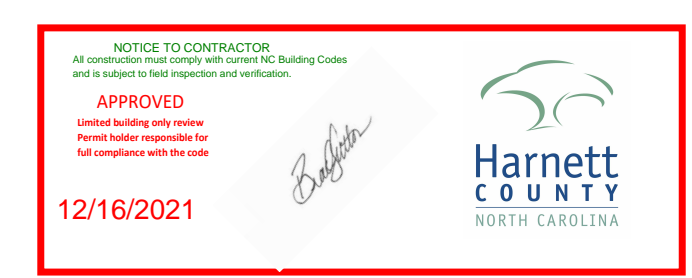 NOTICE TO CONTRACTOR
All construction must comply with current NC Building Codes
and is subject to field inspection and verification.
APPROVED
Limited building only review
Permit holder responsible for
full compliance with the code
12/16/2021
Harnett
COUNTY
NORTH CAROLINA